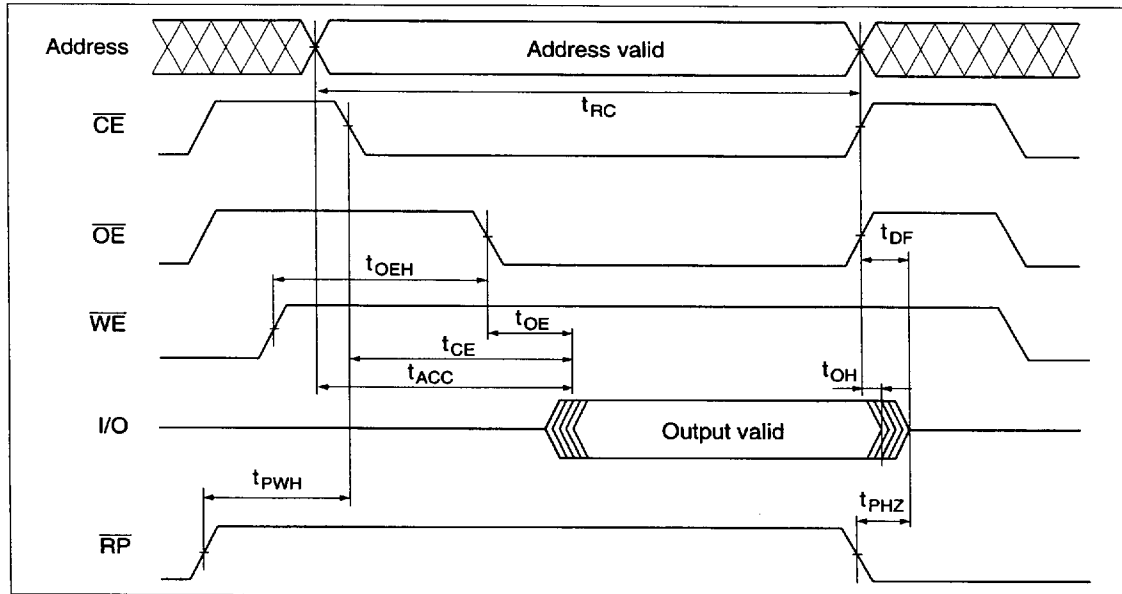 Address
Address valid
tRC
CE
OE
tDF
tOEH
WE
tOE
tCE
tOH
tACC
I/O
Output valid
tPWH
tPHZ
RP